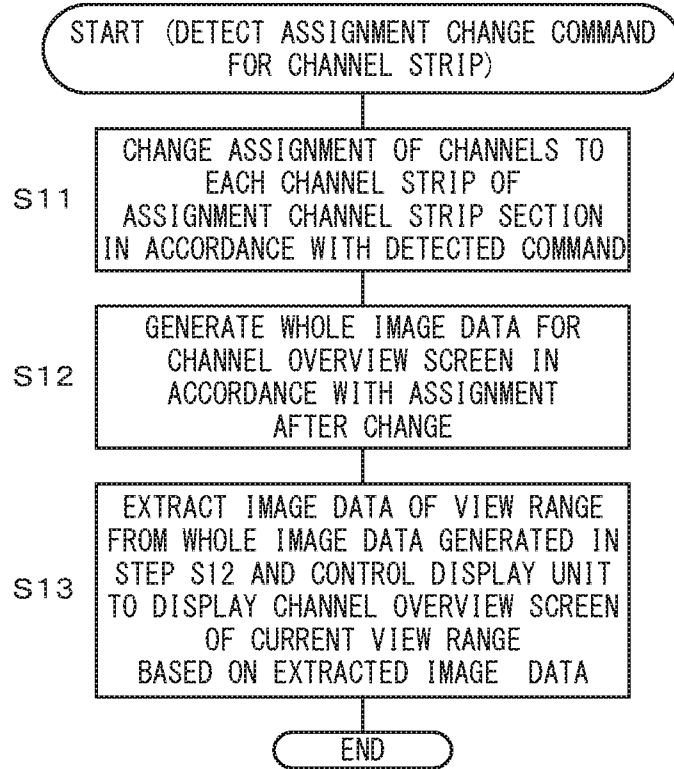 START (DETECT ASSIGNMENT CHANGE COMMAND
FOR CHANNEL STRIP)
S11
CHANGE ASSIGNMENT OF CHANNELS TO
EACH CHANNEL STRIP OF
ASSIGNMENT CHANNEL STRIP SECTION
IN ACCORDANCE WITH DETECTED COMMAND
S12
GENERATE WHOLE IMAGE DATA FOR
CHANNEL OVERVIEW SCREEN IN
ACCORDANCE WITH ASSIGNMENT
AFTER CHANGE
S13
EXTRACT IMAGE DATA OF VIEW RANGE
FROM WHOLE IMAGE DATA GENERATED IN
STEP S12 AND CONTROL DISPLAY UNIT
TO DISPLAY CHANNEL OVERVIEW SCREEN
OF CURRENT VIEW RANGE
BASED ON EXTRACTED IMAGE DATA
END